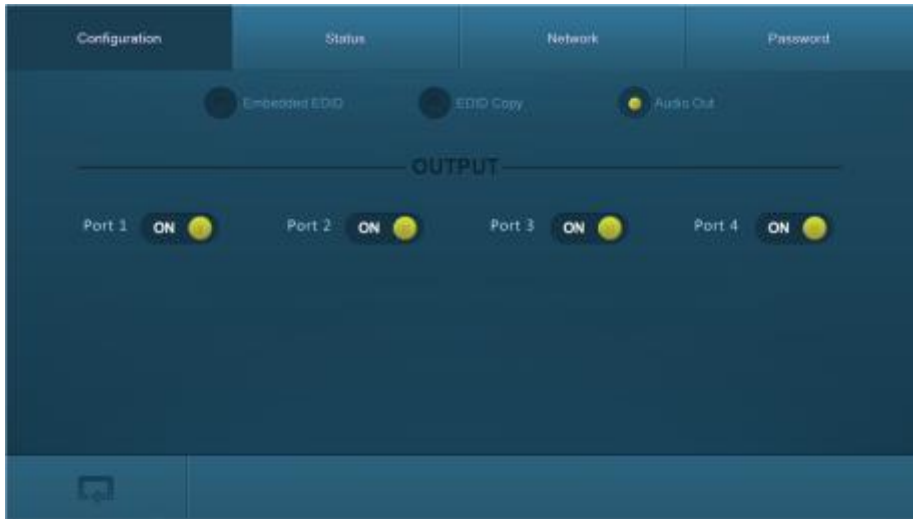 Configuration Status Network Password
Embedded EDID EDID Copy Audio Out
OUTPUT
Port 1 ON Port 2 ON Port 3 ON Port 4 ON